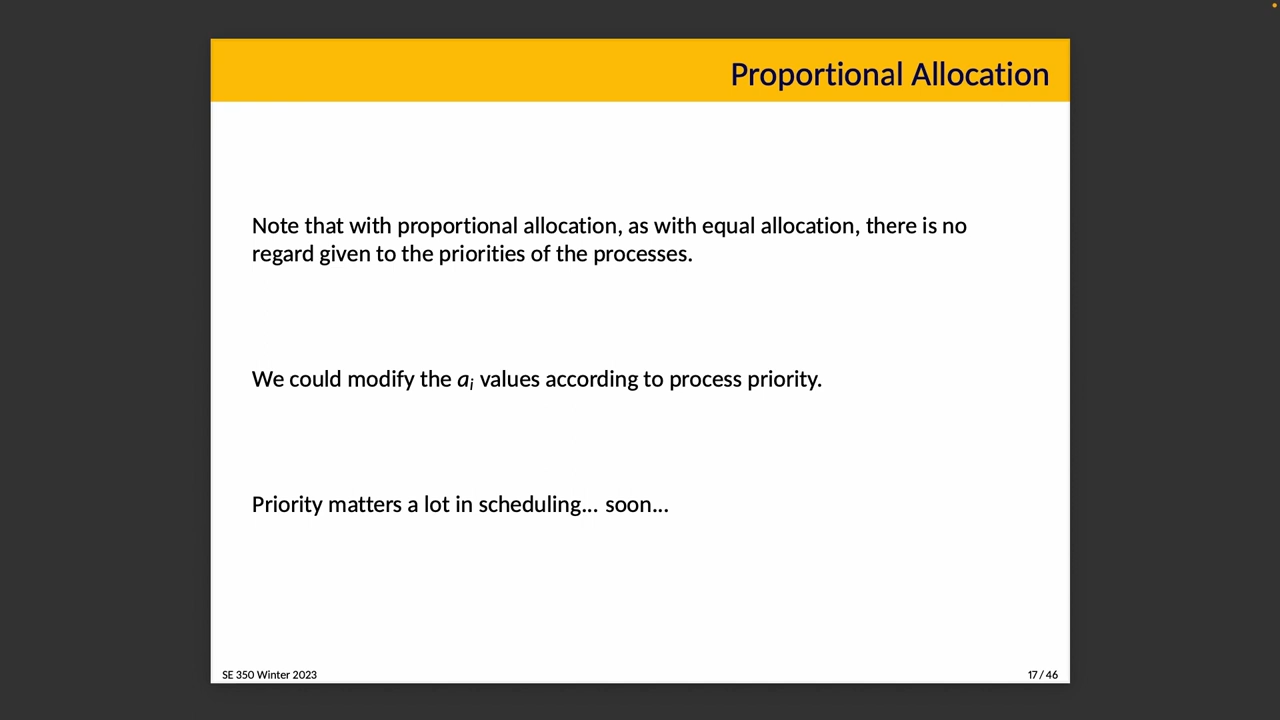 Proportional Allocation
Note that with proportional allocation, as with equal allocation, there is no
regard given to the priorities of the processes.
We could modify the aᵢ values according to process priority.
Priority matters a lot in scheduling... soon...
SE 350 Winter 2023
17 / 46